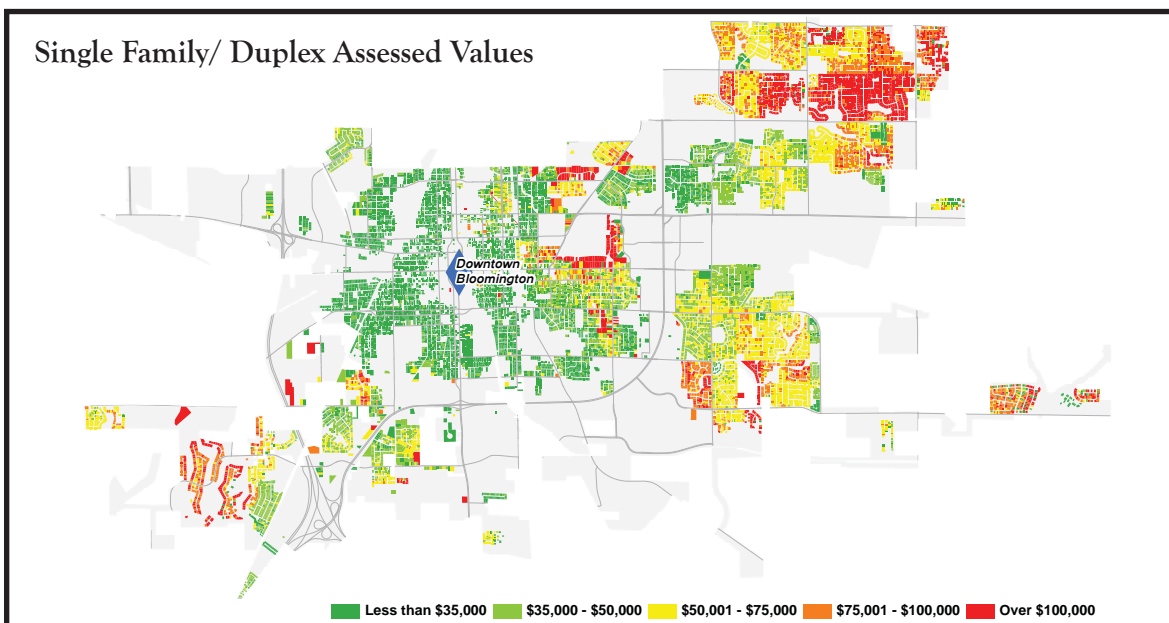 Single Family/ Duplex Assessed Values
Downtown
Bloomington
Less than $35,000
$35,000 - $50,000
$50,001 - $75,000
$75,001 - $100,000
Over $100,000